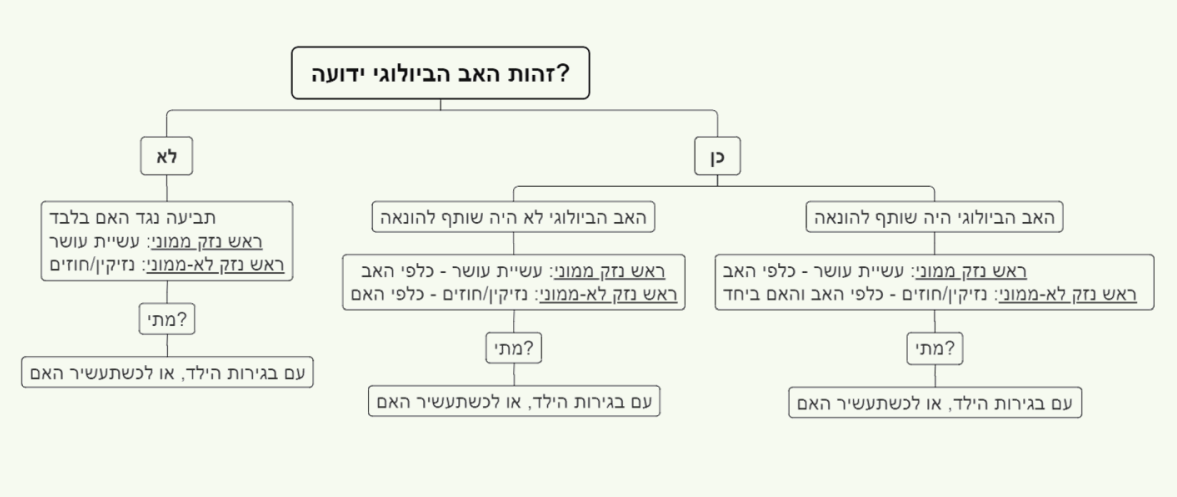 זהות האב הביולוגי ידועה?
כן
לא
האב הביולוגי היה שותף להונאה
ראש נזק ממוני: עשיית עושר - כלפי האב
ראש נזק לא-ממוני: נזיקין/חוזים - כלפי האב והאם ביחד
מתי?
עם בגירות הילד, או לכשתעשיר האם
האב הביולוגי לא היה שותף להונאה
ראש נזק ממוני: עשיית עושר - כלפי האב
ראש נזק לא-ממוני: נזיקין/חוזים - כלפי האם
מתי?
עם בגירות הילד, או לכשתעשיר האם
תביעה נגד האם בלבד
ראש נזק ממוני: עשיית עושר
ראש נזק לא-ממוני: נזיקין/חוזים
מתי?
עם בגירות הילד, או לכשתעשיר האם